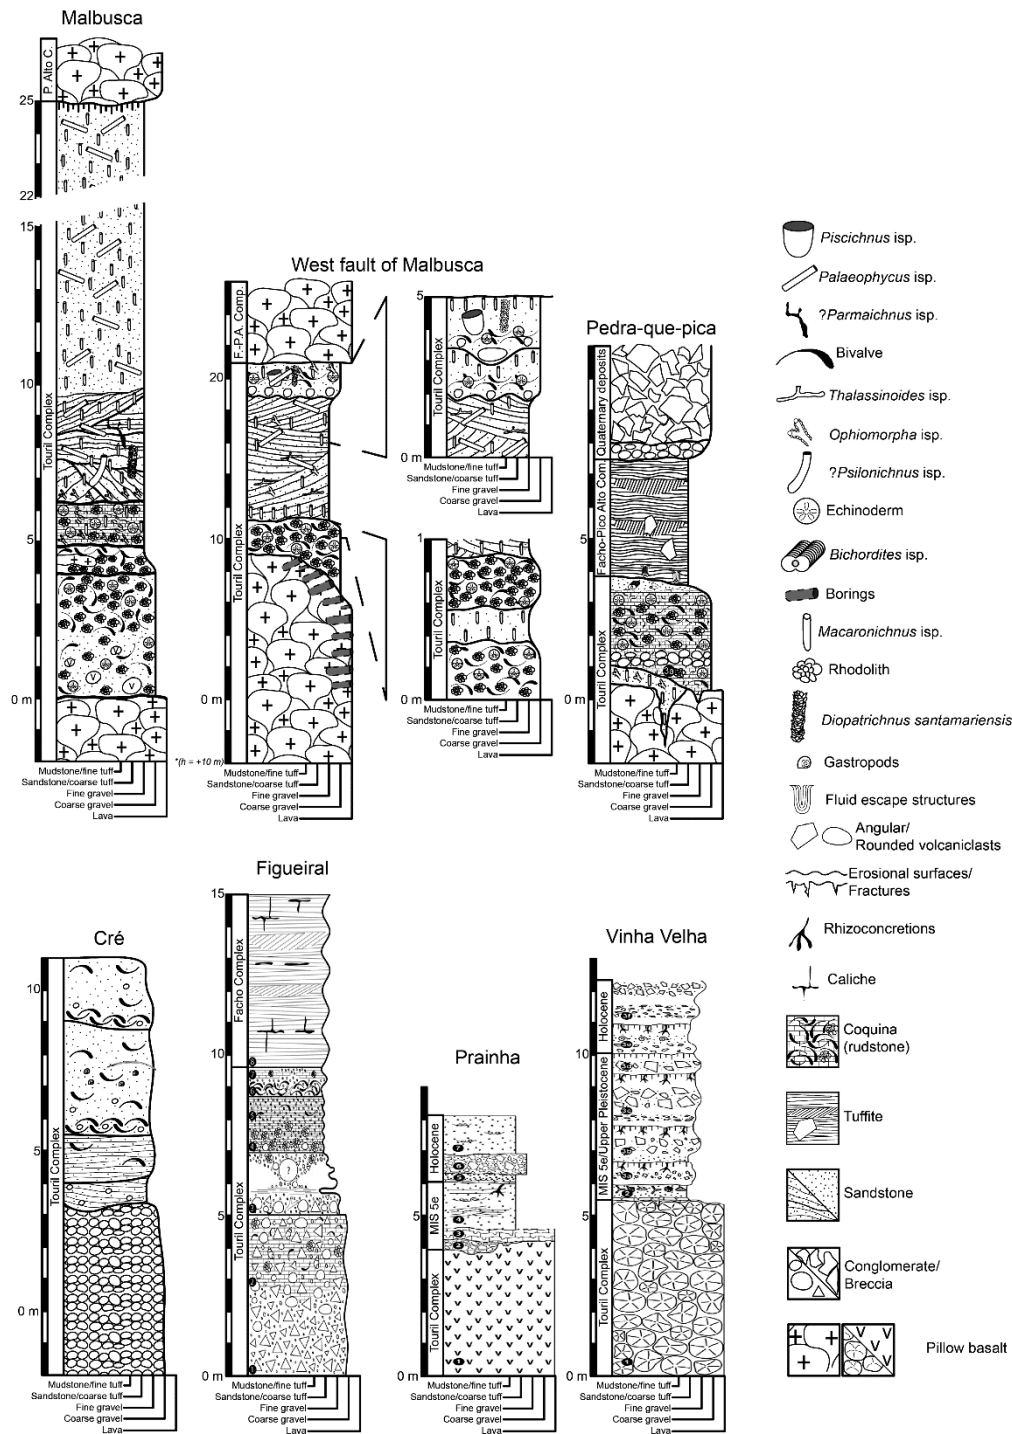 Malbusca
P. Alto C.
25
22
15
10
5
0 m
Touril Complex
Mudstone/fine tuff
Sandstone/coarse tuff
Fine gravel
Coarse gravel
Lava
West fault of Malbusca
F.-P.A. Comp.
20
10
0 m
Touril Complex
*(h = +10 m)
Mudstone/fine tuff
Sandstone/coarse tuff
Fine gravel
Coarse gravel
Lava
5
Touril Complex
0 m
Mudstone/fine tuff
Sandstone/coarse tuff
Fine gravel
Coarse gravel
Lava
1
Touril Complex
0 m
Mudstone/fine tuff
Sandstone/coarse tuff
Fine gravel
Coarse gravel
Lava
Pedra-que-pica
Quaternary deposits
Facho-Pico Alto Com.
Touril Complex
5
0 m
Mudstone/fine tuff
Sandstone/coarse tuff
Fine gravel
Coarse gravel
Lava
Piscichnus isp.
Palaeophycus isp.
?Parmaichnus isp.
Bivalve
Thalassinoides isp.
Ophiomorpha isp.
?Psilonichnus isp.
Echinoderm
Bichordites isp.
Borings
Macaronichnus isp.
Rhodolith
Diopatrichnus santamariensis
Gastropods
Fluid escape structures
Angular/
Rounded volcaniclasts
Erosional surfaces/
Fractures
Rhizoconcretions
Caliche
Coquina
(rudstone)
Tuffite
Sandstone
Conglomerate/
Breccia
Pillow basalt
Cré
10
5
0 m
Touril Complex
Mudstone/fine tuff
Sandstone/coarse tuff
Fine gravel
Coarse gravel
Lava
Figueiral
15
10
5
0 m
Facho Complex
Touril Complex
Mudstone/fine tuff
Sandstone/coarse tuff
Fine gravel
Coarse gravel
Lava
Prainha
Holocene
MIS 5e
Touril Complex
5
0 m
7
6
5
4
3
2
1
Mudstone/fine tuff
Sandstone/coarse tuff
Fine gravel
Coarse gravel
Lava
Vinha Velha
Holocene
MIS 5e/Upper Pleistocene
Touril Complex
10
5
0 m
Mudstone/fine tuff
Sandstone/coarse tuff
Fine gravel
Coarse gravel
Lava